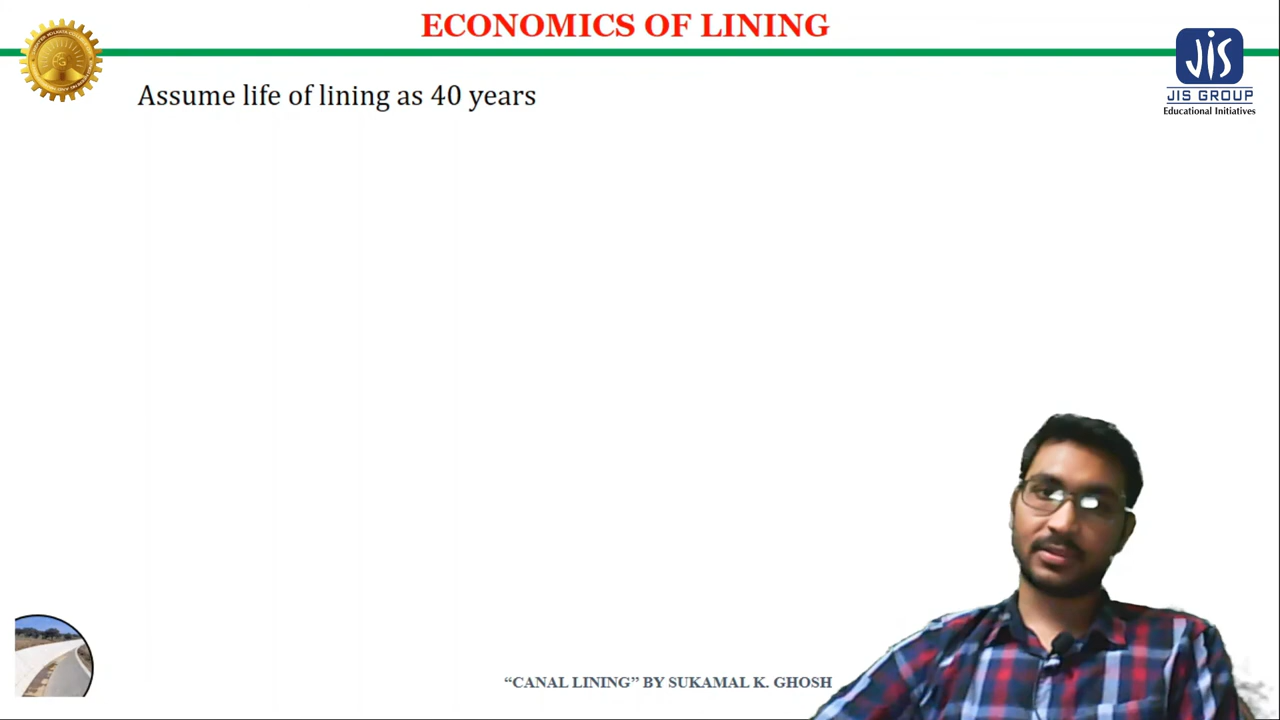 ECONOMICS OF LINING
JIS
JIS GROUP
Educational Initiatives
Assume life of lining as 40 years
“CANAL LINING” BY SUKAMAL K. GHOSH